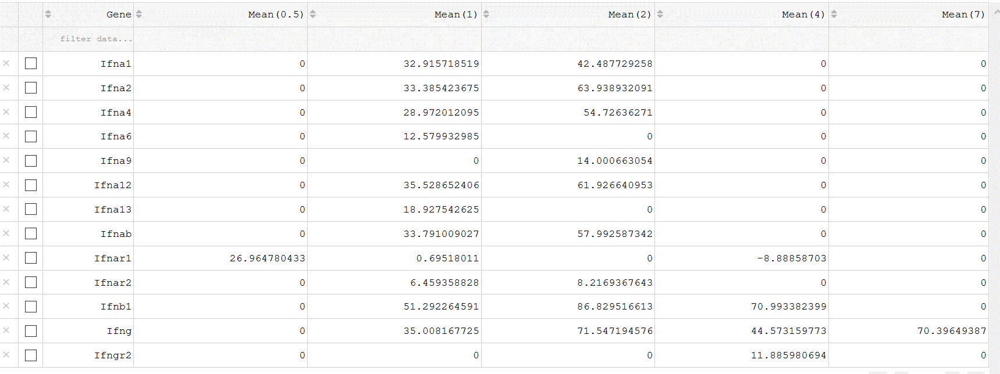 Gene Mean(0.5) Mean(1) Mean(2) Mean(4) Mean(7)
filter data...
Ifna1 0 32.915718519 42.487729258 0 0
Ifna2 0 33.385423675 63.938932091 0 0
Ifna4 0 28.972012095 54.72636271 0 0
Ifna6 0 12.579932985 0 0 0
Ifna9 0 0 14.000663054 0 0
Ifna12 0 35.528652406 61.926640953 0 0
Ifna13 0 18.927542625 0 0 0
Ifnab 0 33.791009027 57.992587342 0 0
Ifnar1 26.964780433 0.69518011 0 -8.88858703 0
Ifnar2 0 6.459358828 8.2169367643 0 0
Ifnb1 0 51.292264591 86.829516613 70.993382399 0
Ifng 0 35.008167725 71.547194576 44.573159773 70.39649387
Ifngr2 0 0 0 11.885980694 0